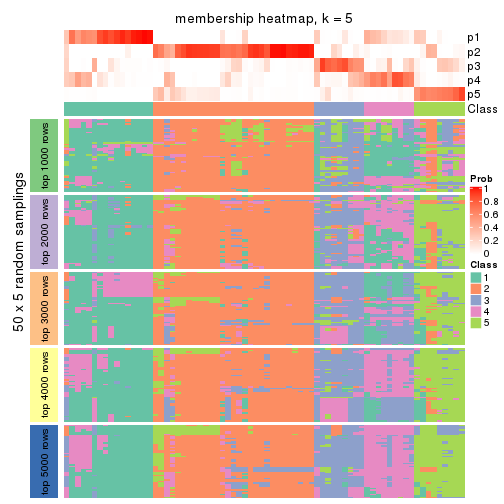 membership heatmap, k = 5
p1
p2
p3
p4
p5
Class
50 x 5 random samplings
top 1000 rows
top 2000 rows
top 3000 rows
top 4000 rows
top 5000 rows
Prob
1
0.8
0.6
0.4
0.2
0
Class
1
2
3
4
5